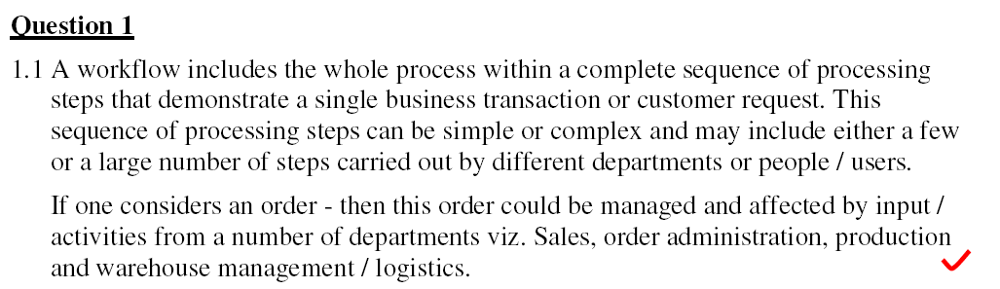 Question 1
1.1 A workflow includes the whole process within a complete sequence of processing
steps that demonstrate a single business transaction or customer request. This
sequence of processing steps can be simple or complex and may include either a few
or a large number of steps carried out by different departments or people / users.
If one considers an order - then this order could be managed and affected by input /
activities from a number of departments viz. Sales, order administration, production
and warehouse management / logistics.